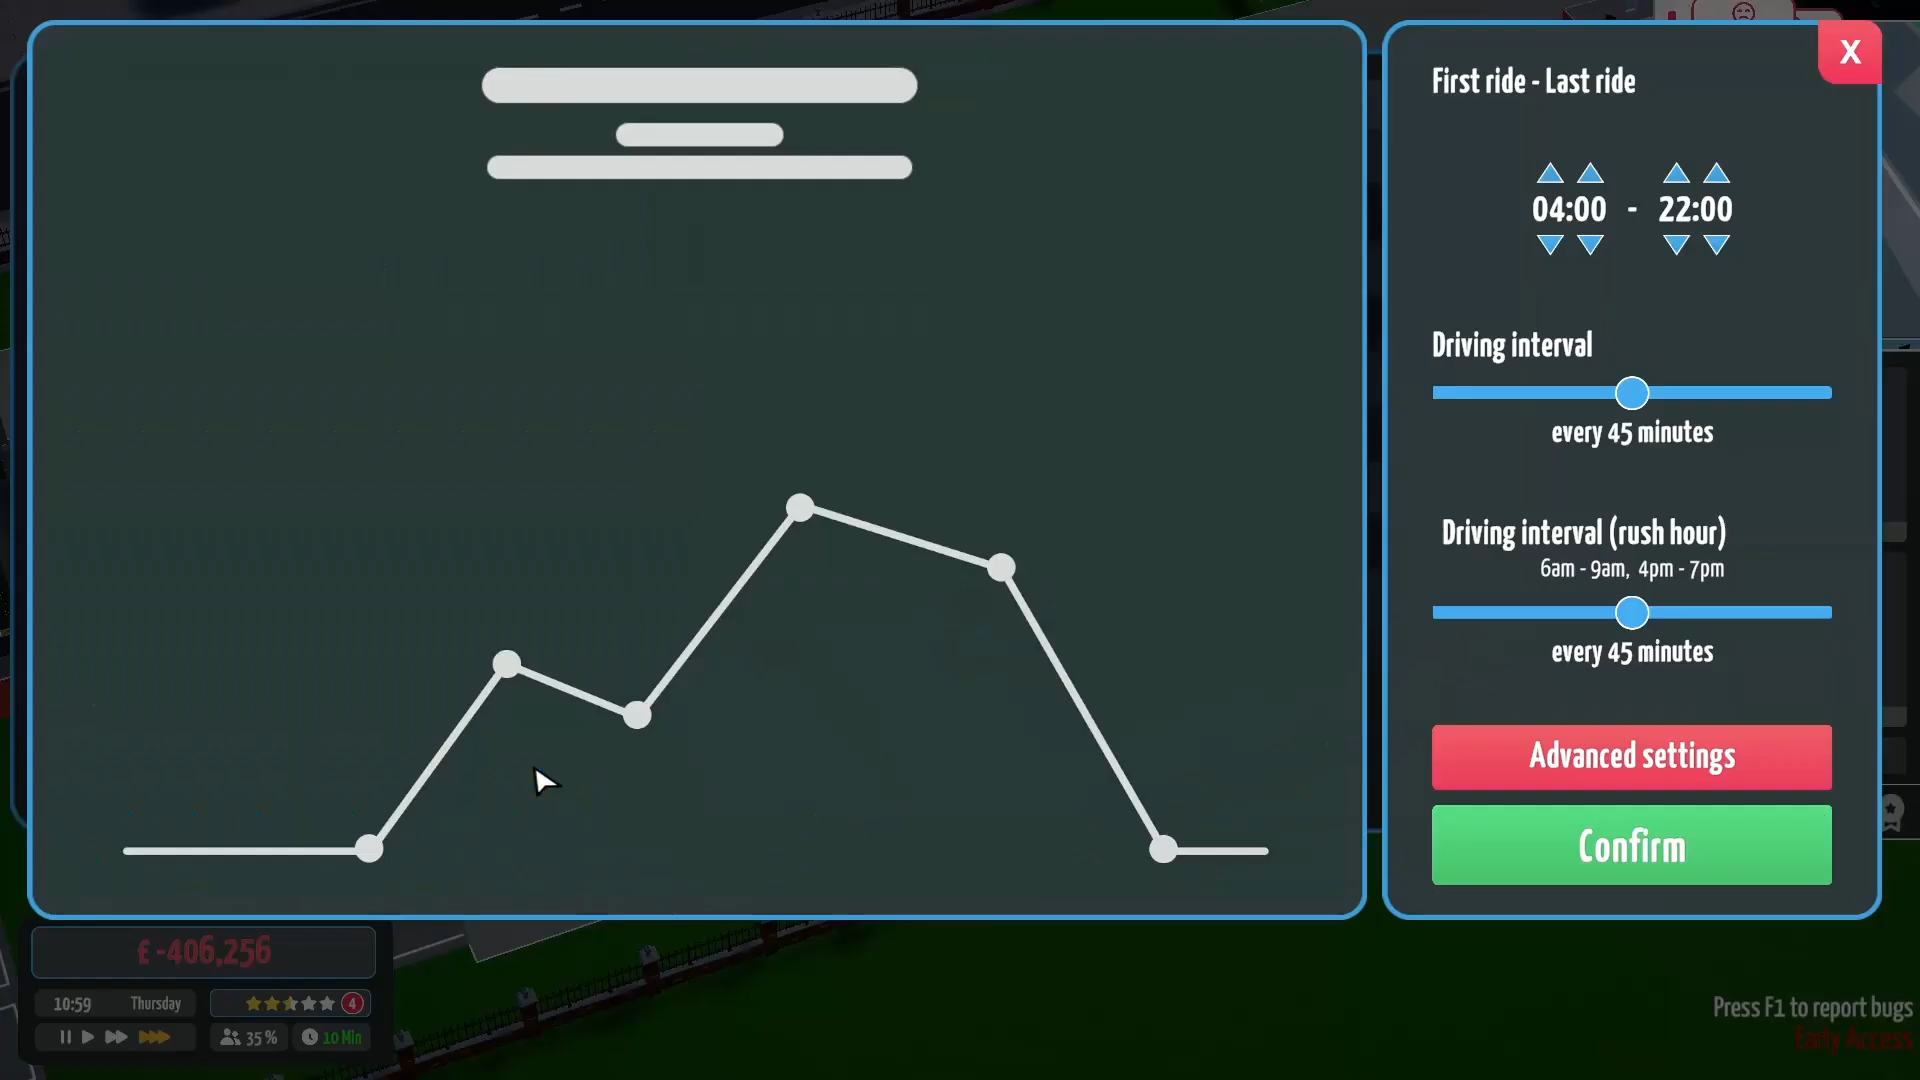 X
First ride - Last ride
04:00 - 22:00
Driving interval
every 45 minutes
Driving interval (rush hour)
6am - 9am, 4pm - 7pm
every 45 minutes
Advanced settings
Confirm
£ -406,256
10:59 Thursday
4
35 %
10 Min
Press F1 to report bugs
Early Access